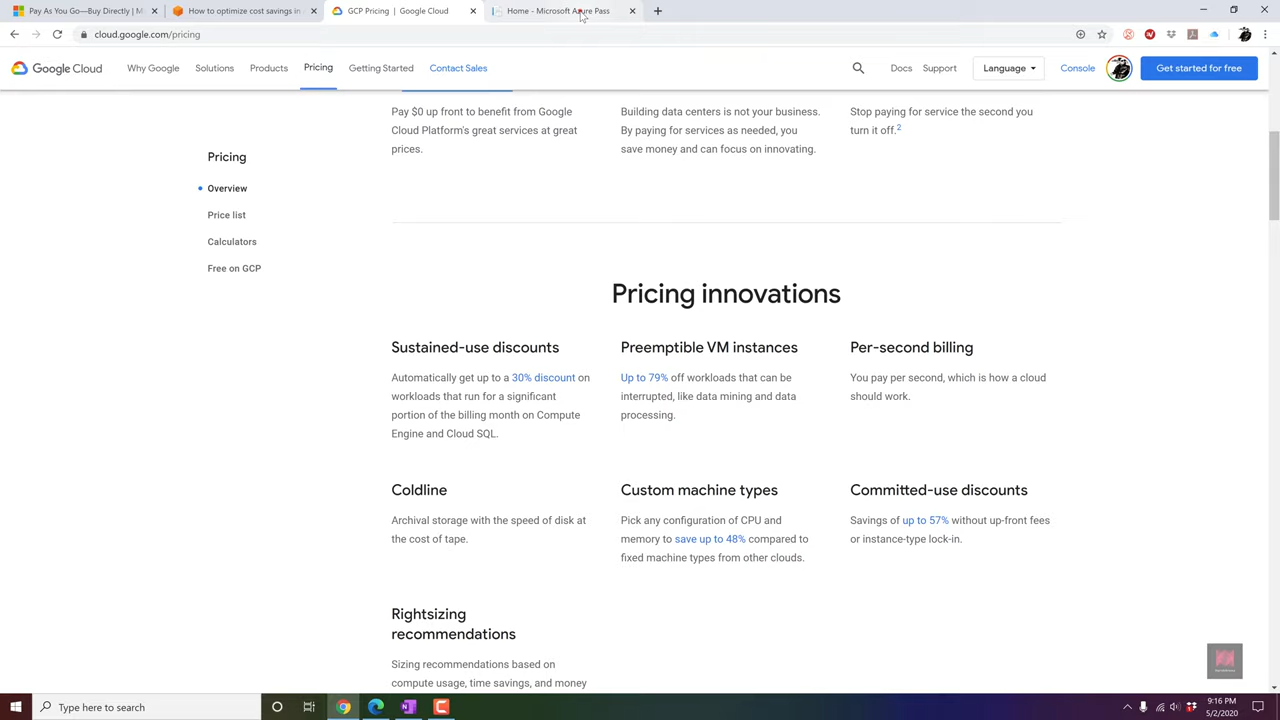 Pay As You Go—Buy Directly | M
How to optimize cost savings in
GCP Pricing | Google Cloud
Home - Microsoft Azure Pass
cloud.google.com/pricing
Google Cloud
Why Google
Solutions
Products
Pricing
Getting Started
Contact Sales
Docs
Support
Language
Console
Get started for free
Pay $0 up front to benefit from Google
Cloud Platform's great services at great
prices.
Building data centers is not your business.
By paying for services as needed, you
save money and can focus on innovating.
Stop paying for service the second you
turn it off.2
Pricing
Overview
Price list
Calculators
Free on GCP
Pricing innovations
Sustained-use discounts
Automatically get up to a 30% discount on
workloads that run for a significant
portion of the billing month on Compute
Engine and Cloud SQL.
Preemptible VM instances
Up to 79% off workloads that can be
interrupted, like data mining and data
processing.
Per-second billing
You pay per second, which is how a cloud
should work.
Coldline
Archival storage with the speed of disk at
the cost of tape.
Custom machine types
Pick any configuration of CPU and
memory to save up to 48% compared to
fixed machine types from other clouds.
Committed-use discounts
Savings of up to 57% without up-front fees
or instance-type lock-in.
Rightsizing
recommendations
Sizing recommendations based on
compute usage, time savings, and money
Type here to search
9:16 PM
5/2/2020